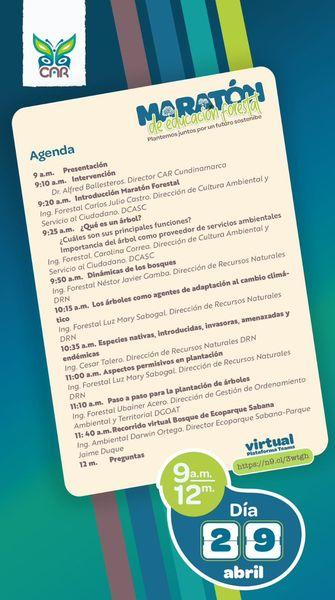 CAR
MARATÓN
de educación forestal
Plantemos juntos por un futuro sostenible
Agenda
9 a.m. Presentación
9:10 a.m. Intervención
Dr. Alfred Ballesteros. Director CAR Cundinamarca
9:20 a.m. Introducción Maratón Forestal
Ing. Forestal Carlos Julio Castro. Dirección de Cultura Ambiental y
Servicio al Ciudadano. DCASC
9:25 a.m. ¿Qué es un árbol?
¿Cuáles son sus principales funciones?
Importancia del árbol como proveedor de servicios ambientales
Ing. Forestal. Carolina Correa. Dirección de Cultura Ambiental y
Servicio al Ciudadano. DCASC
9:50 a.m. Dinámicas de los bosques
Ing. Forestal Néstor Javier Gamba. Dirección de Recursos Naturales
DRN
10:15 a.m. Los árboles como agentes de adaptación al cambio climá-
tico
Ing. Forestal Luz Mary Sabogal. Dirección de Recursos Naturales
DRN
10:35 a.m. Especies nativas, introducidas, invasoras, amenazadas y
endémicas
Ing. Cesar Talero. Dirección de Recursos Naturales DRN
11:00 a.m. Aspectos permisivos en plantación
Ing. Forestal Luz Mary Sabogal. Dirección de Recursos Naturales
DRN
11:10 a.m. Paso a paso para la plantación de árboles
Ing. Forestal Ubainer Acero. Dirección de Gestión de Ordenamiento
Ambiental y Territorial DGOAT
11: 40 a.m. Recorrido virtual Bosque de Ecoparque Sabana
Ing. Ambiental Darwin Ortega. Director Ecoparque Sabana-Parque
Jaime Duque
12 m. Preguntas
virtual
Plataforma Teams
https://n9.cl/3wtgh
9 a.m.
12 m.
Día
29
abril